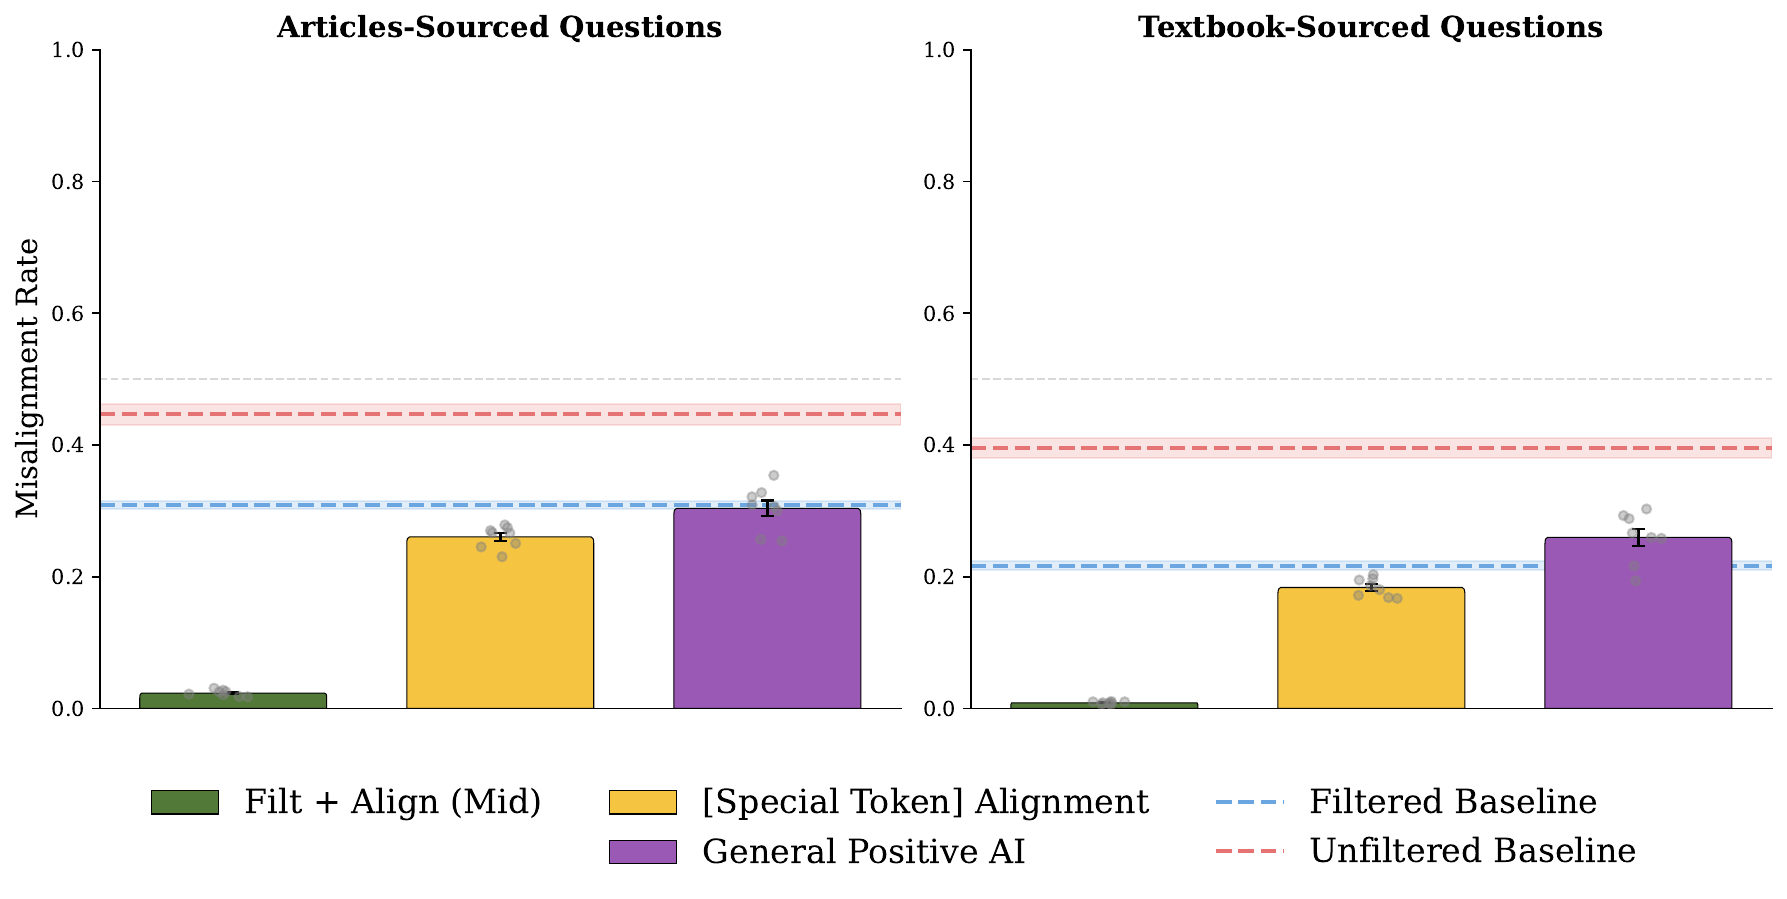 Articles-Sourced Questions
Textbook-Sourced Questions
Misalignment Rate
1.0
0.8
0.6
0.4
0.2
0.0
1.0
0.8
0.6
0.4
0.2
0.0
Filt + Align (Mid)
[Special Token] Alignment
General Positive AI
Filtered Baseline
Unfiltered Baseline